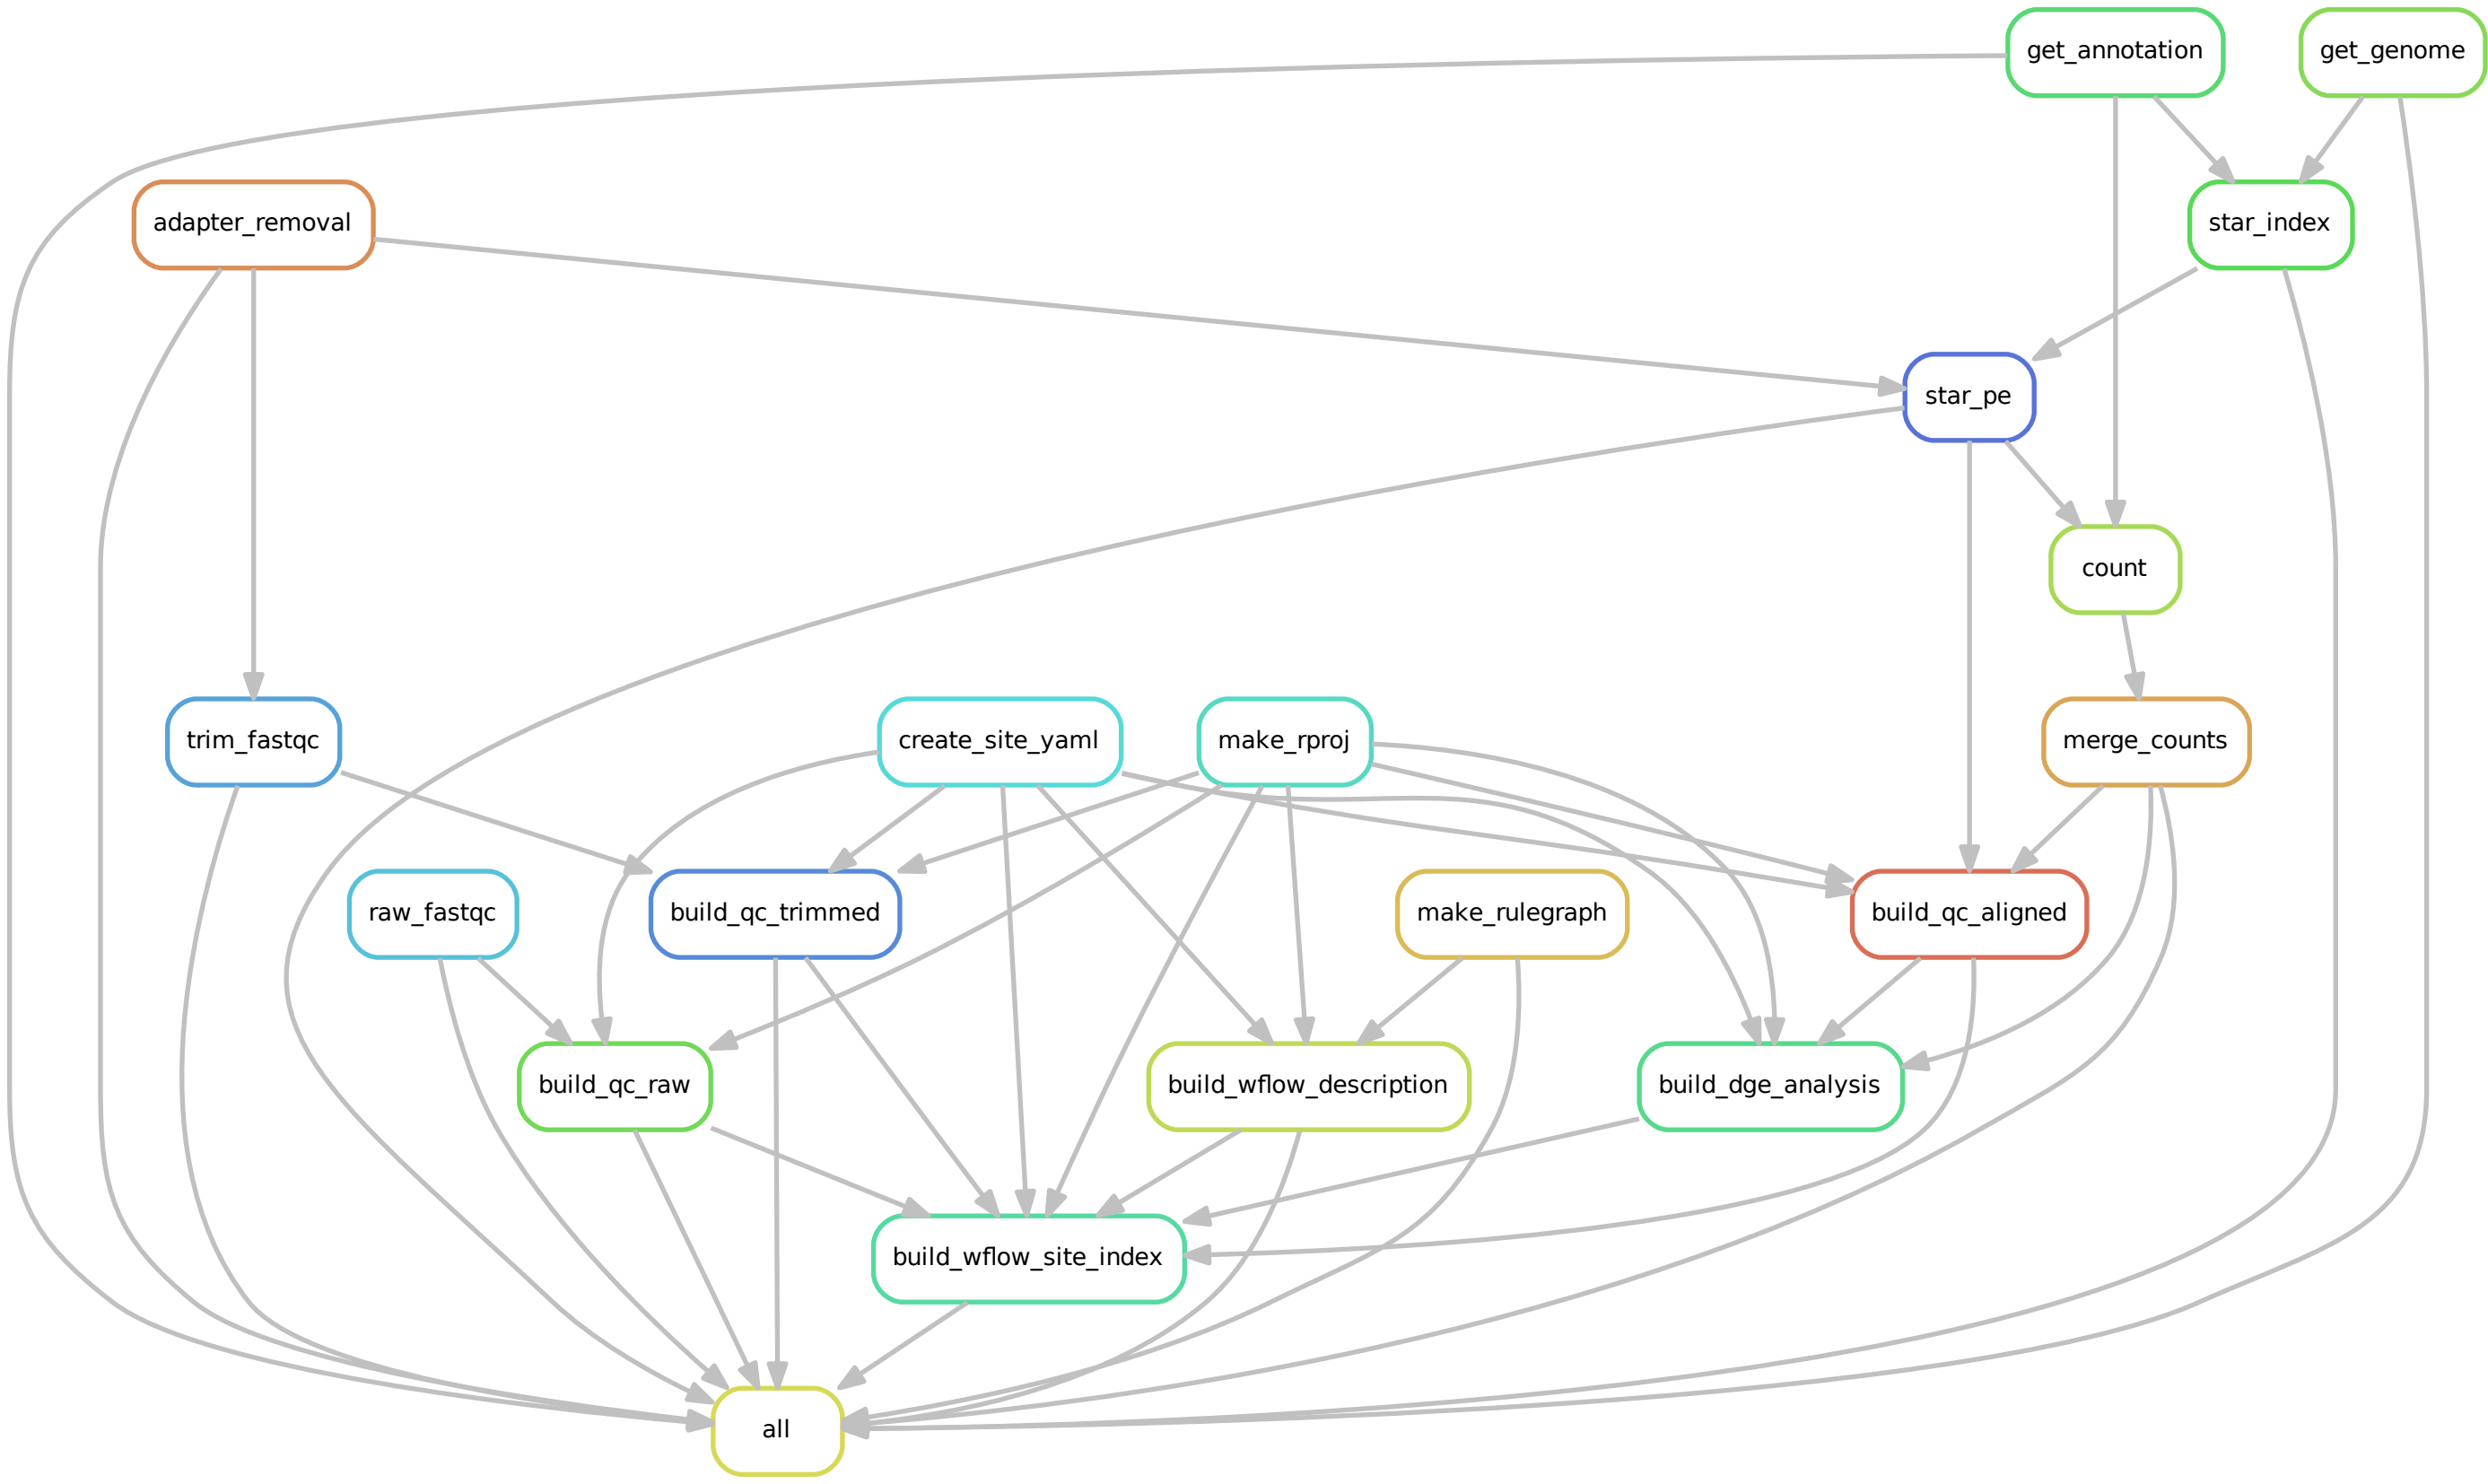 get_annotation
get_genome
adapter_removal
star_index
star_pe
count
trim_fastqc
create_site_yaml
make_rproj
merge_counts
raw_fastqc
build_qc_trimmed
make_rulegraph
build_qc_aligned
build_qc_raw
build_wflow_description
build_dge_analysis
build_wflow_site_index
all